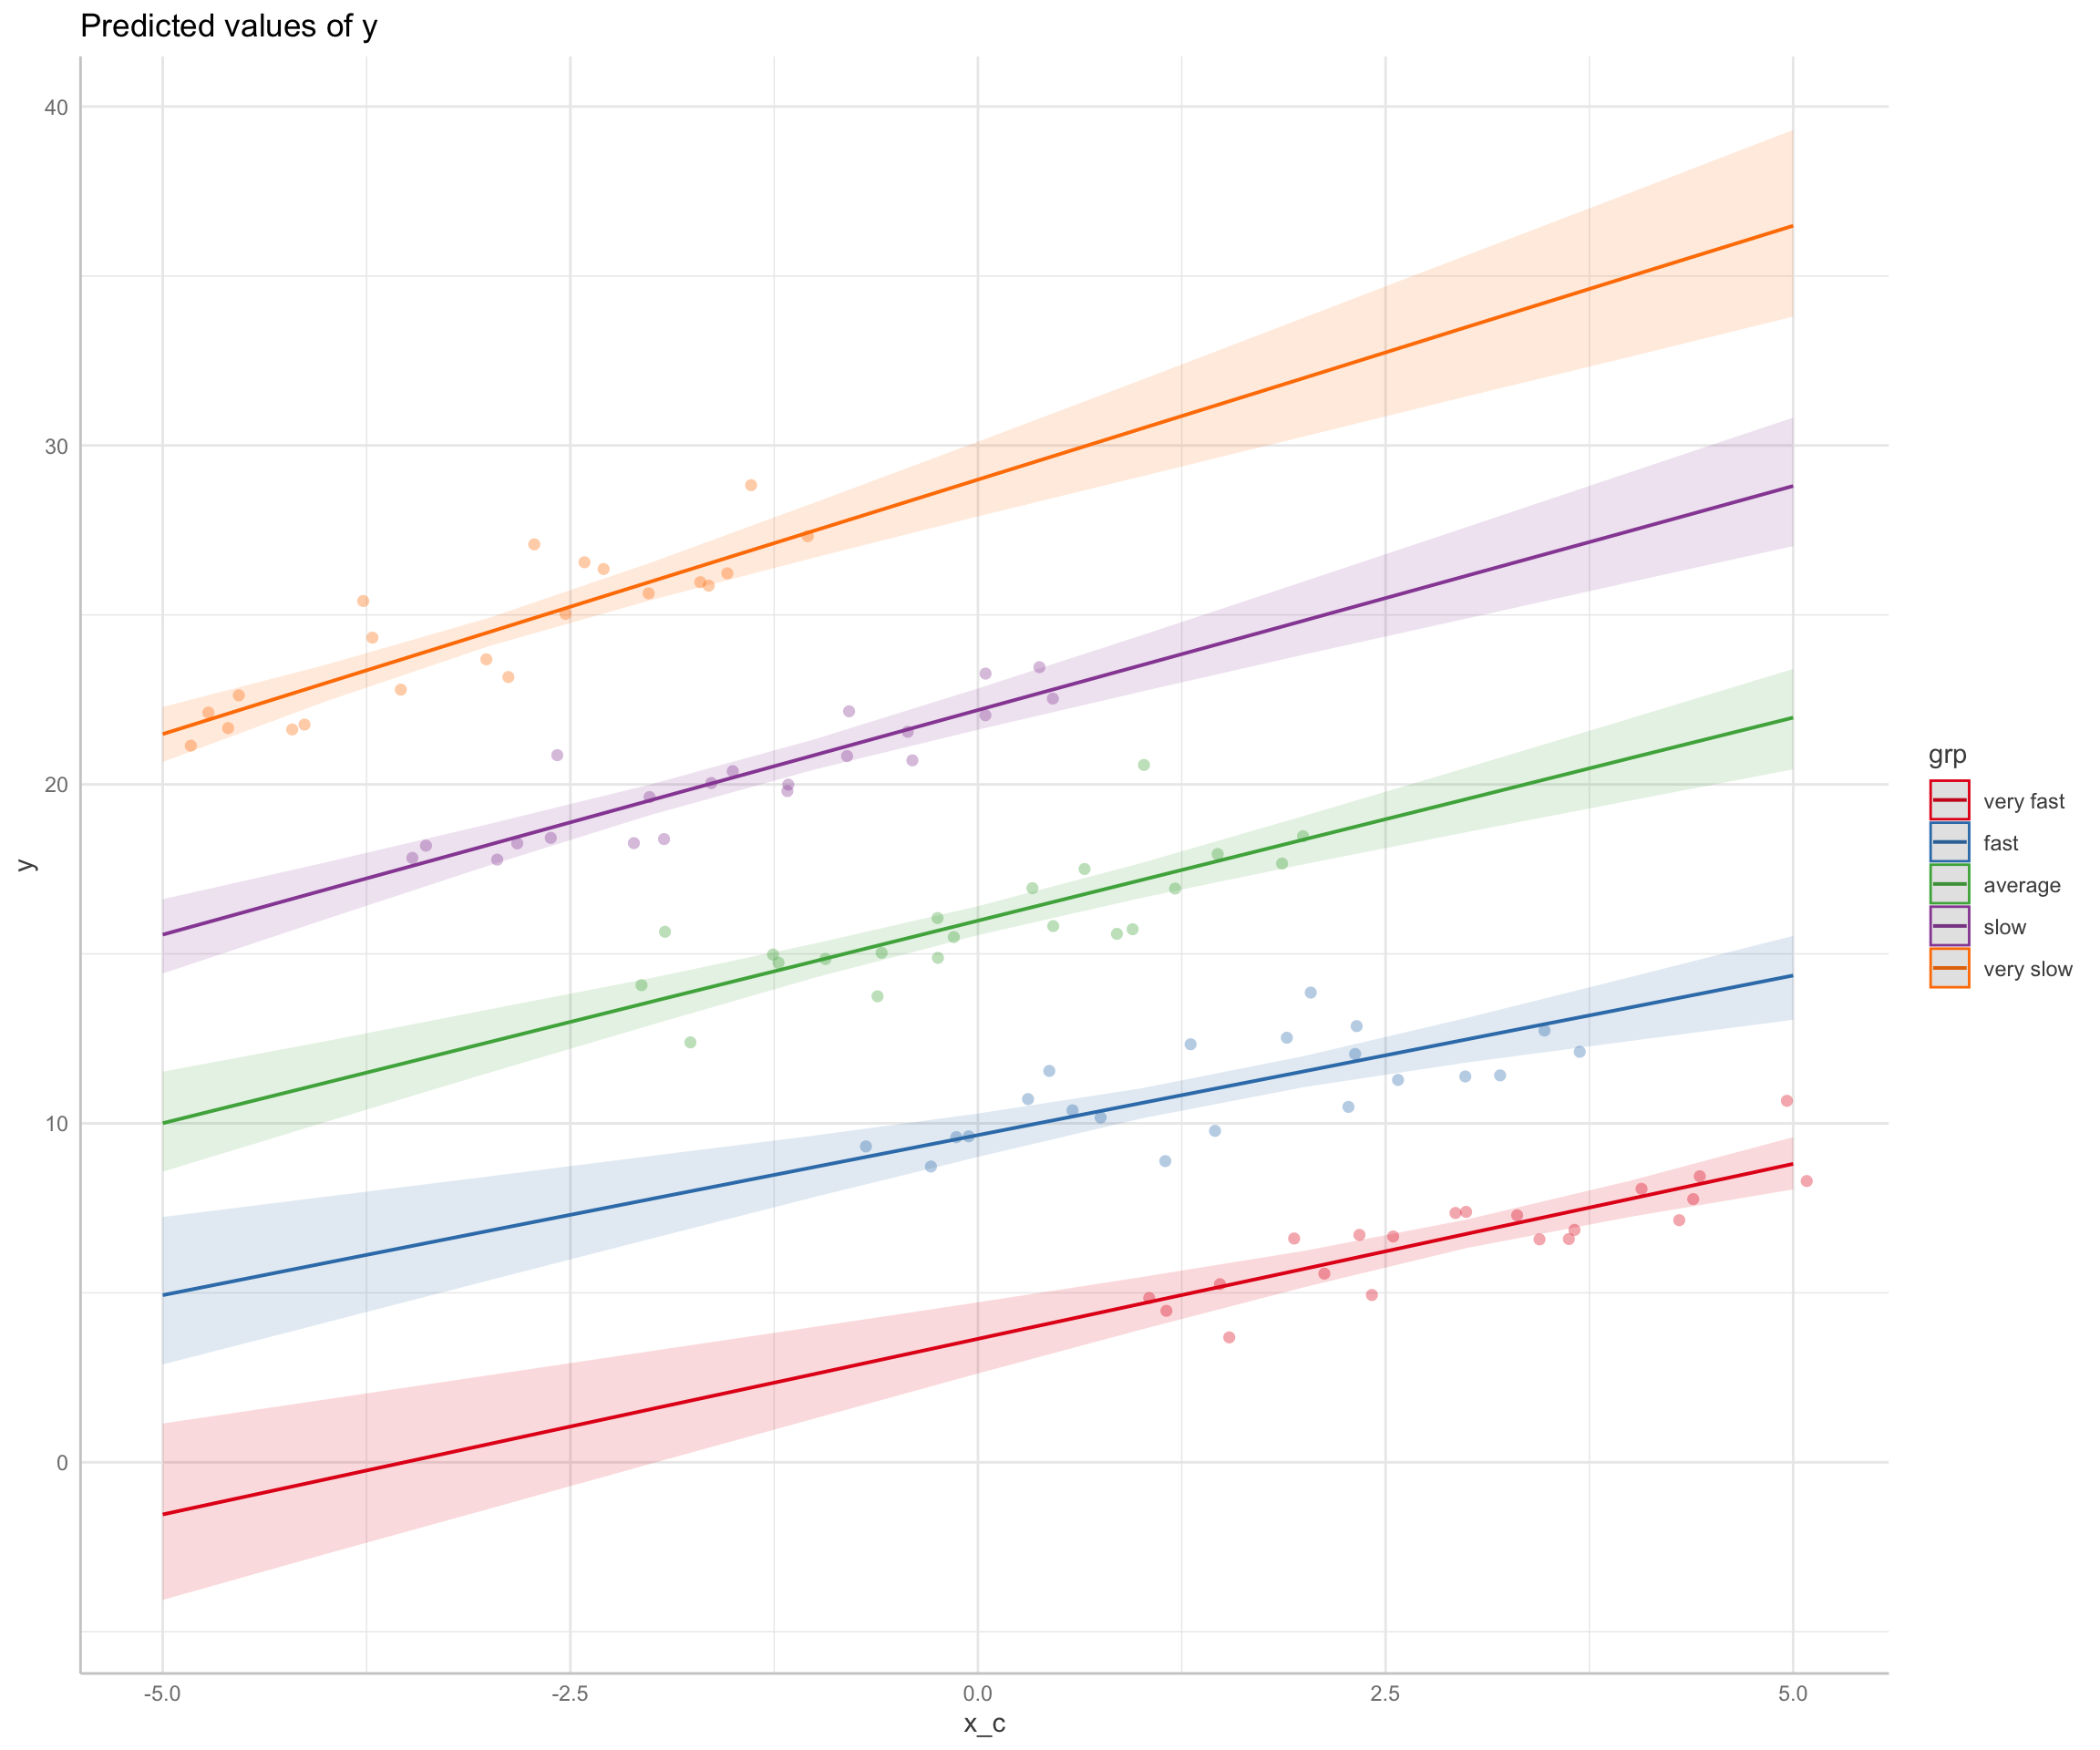 Predicted values of y
40
30
20
10
0
y
-5.0
-2.5
0.0
2.5
5.0
x_c
grp
very fast
fast
average
slow
very slow